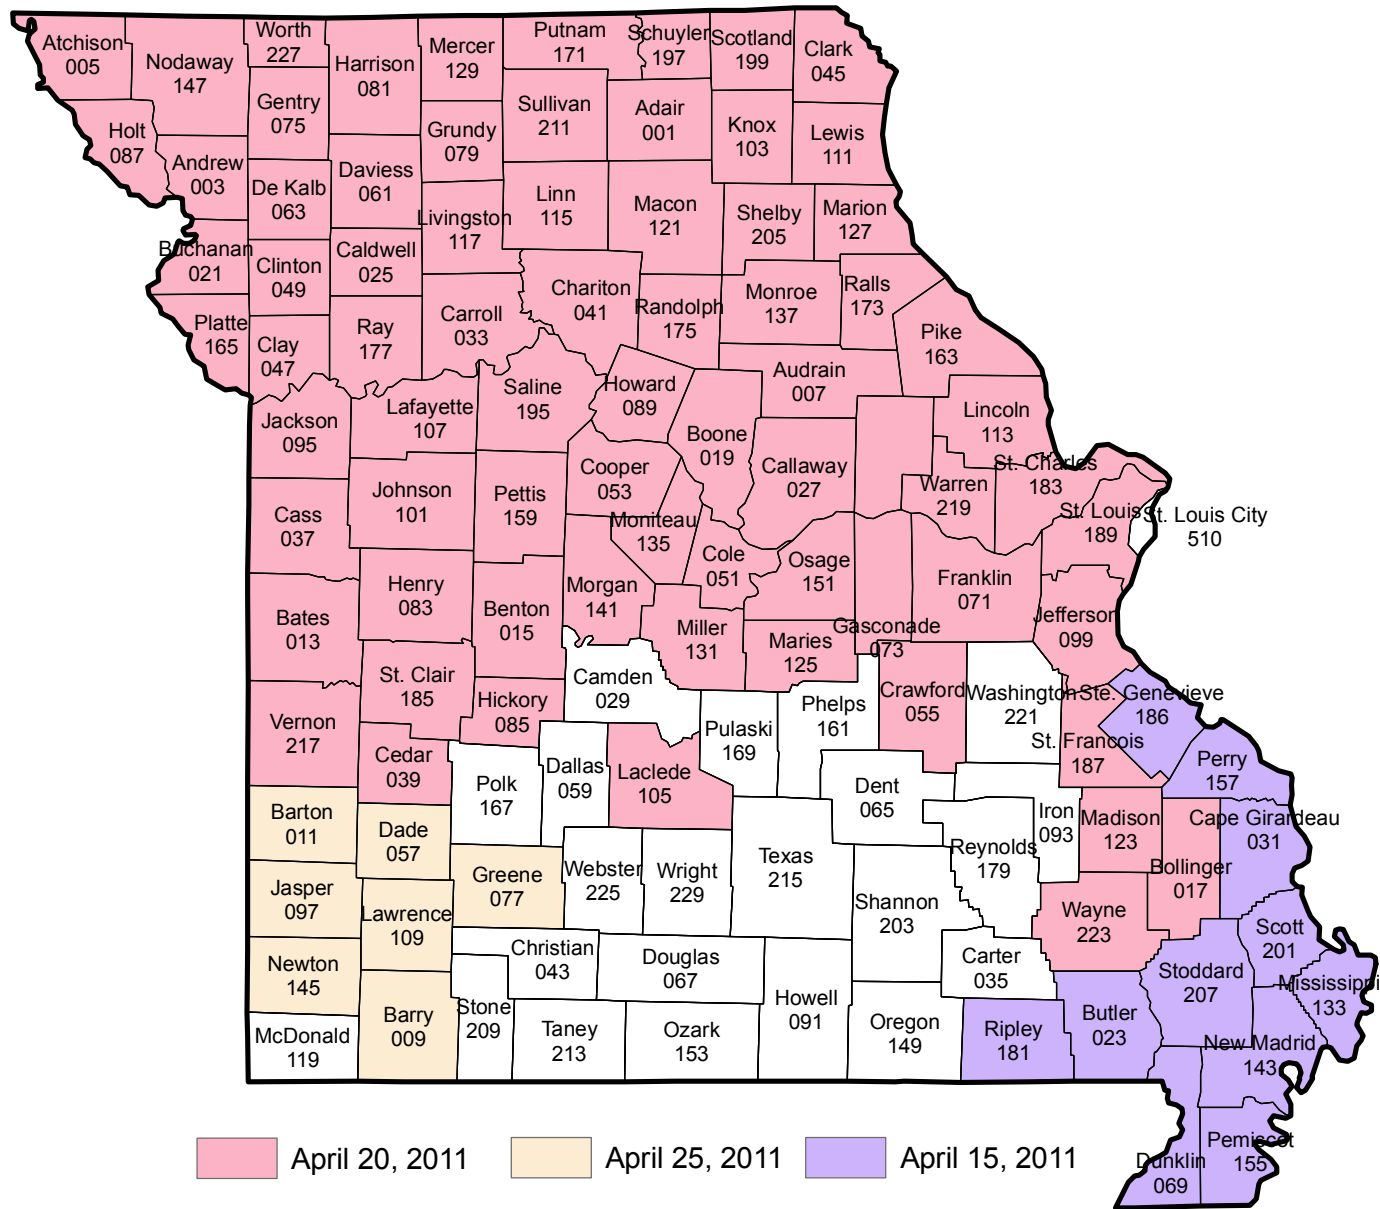 Atchison
005
Nodaway
147
Worth
227
Harrison
081
Mercer
129
Putnam
171
Schuyler
197
Scotland
199
Clark
045
Gentry
075
Sullivan
211
Adair
001
Knox
103
Lewis
111
Holt
087
Andrew
003
De Kalb
063
Daviess
061
Grundy
079
Livingston
117
Linn
115
Macon
121
Shelby
205
Marion
127
Buchanan
021
Clinton
049
Caldwell
025
Carroll
033
Chariton
041
Randolph
175
Monroe
137
Ralls
173
Pike
163
Platte
165
Clay
047
Ray
177
Saline
195
Howard
089
Audrain
007
Jackson
095
Lafayette
107
Boone
019
Callaway
027
Lincoln
113
St. Charles
183
Warren
219
St. Louis
189
St. Louis City
510
Cass
037
Johnson
101
Pettis
159
Cooper
053
Moniteau
135
Cole
051
Osage
151
Franklin
071
Jefferson
099
Bates
013
Henry
083
Benton
015
Morgan
141
Miller
131
Maries
125
Gasconade
073
Vernon
217
St. Clair
185
Hickory
085
Camden
029
Pulaski
169
Phelps
161
Crawford
055
Washington
221
Ste. Genevieve
186
St. Francois
187
Perry
157
Cedar
039
Polk
167
Dallas
059
Laclede
105
Dent
065
Iron
093
Madison
123
Bollinger
017
Cape Girardeau
031
Barton
011
Dade
057
Greene
077
Webster
225
Wright
229
Texas
215
Reynolds
179
Shannon
203
Wayne
223
Scott
201
Jasper
097
Lawrence
109
Christian
043
Douglas
067
Carter
035
Stoddard
207
Mississippi
133
Newton
145
Barry
009
Stone
209
Taney
213
Ozark
153
Howell
091
Oregon
149
Ripley
181
Butler
023
New Madrid
143
McDonald
119
Dunklin
069
Pemiscot
155
April 20, 2011
April 25, 2011
April 15, 2011